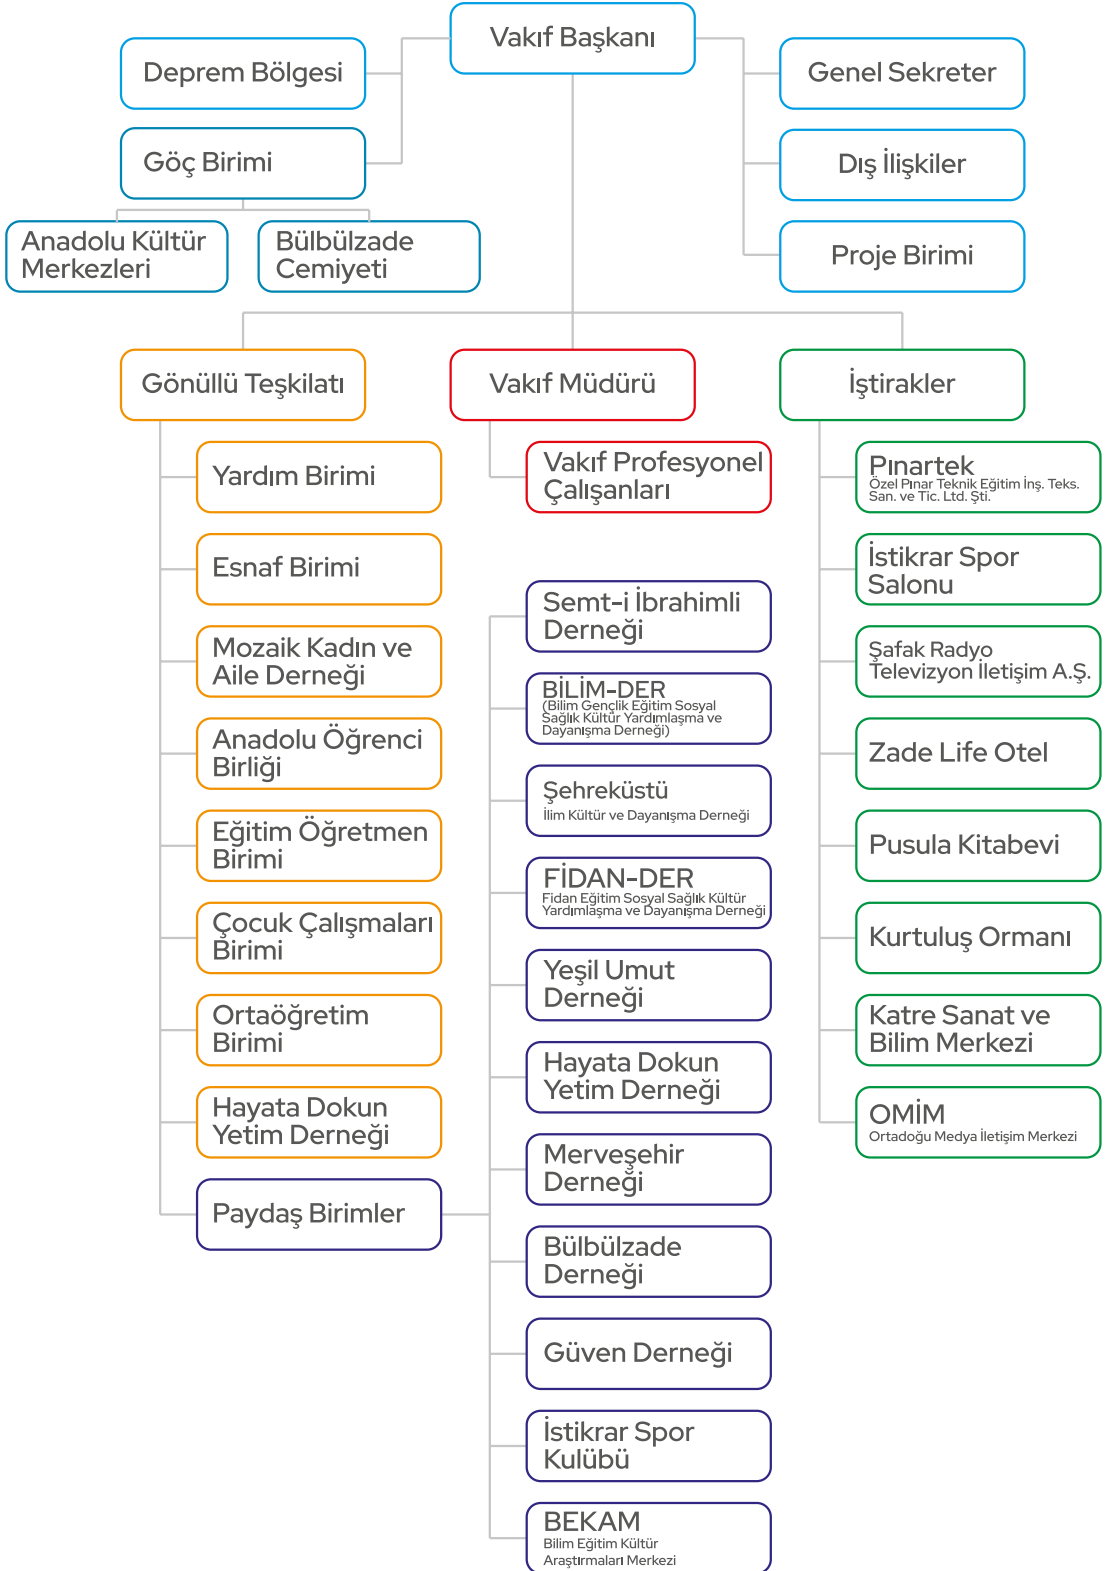 Vakıf Başkanı
Deprem Bölgesi
Göç Birimi
Anadolu Kültür
Merkezleri
Bülbülzade
Cemiyeti
Genel Sekreter
Dış İlişkiler
Proje Birimi
Gönüllü Teşkilatı
Yardım Birimi
Esnaf Birimi
Mozaik Kadın ve
Aile Derneği
Anadolu Öğrenci
Birliği
Eğitim Öğretmen
Birimi
Çocuk Çalışmaları
Birimi
Ortaöğretim
Birimi
Hayata Dokun
Yetim Derneği
Paydaş Birimler
Vakıf Müdürü
Vakıf Profesyonel
Çalışanları
Semt-i İbrahimli
Derneği
BİLİM-DER
(Bilim Gençlik Eğitim Sosyal
Sağlık Kültür Yardımlaşma ve
Dayanışma Derneği)
Şehreküstü
İlim Kültür ve Dayanışma Derneği
FİDAN-DER
Fidan Eğitim Sosyal Sağlık Kültür
Yardımlaşma ve Dayanışma Derneği
Yeşil Umut
Derneği
Hayata Dokun
Yetim Derneği
Merveşehir
Derneği
Bülbülzade
Derneği
Güven Derneği
İstikrar Spor
Kulübü
BEKAM
Bilim Eğitim Kültür
Araştırmaları Merkezi
İştirakler
Pınartek
Özel Pınar Teknik Eğitim İnş. Teks.
San. ve Tic. Ltd. Şti.
İstikrar Spor
Salonu
Şafak Radyo
Televizyon İletişim A.Ş.
Zade Life Otel
Pusula Kitabevi
Kurtuluş Ormanı
Katre Sanat ve
Bilim Merkezi
OMİM
Ortadoğu Medya İletişim Merkezi